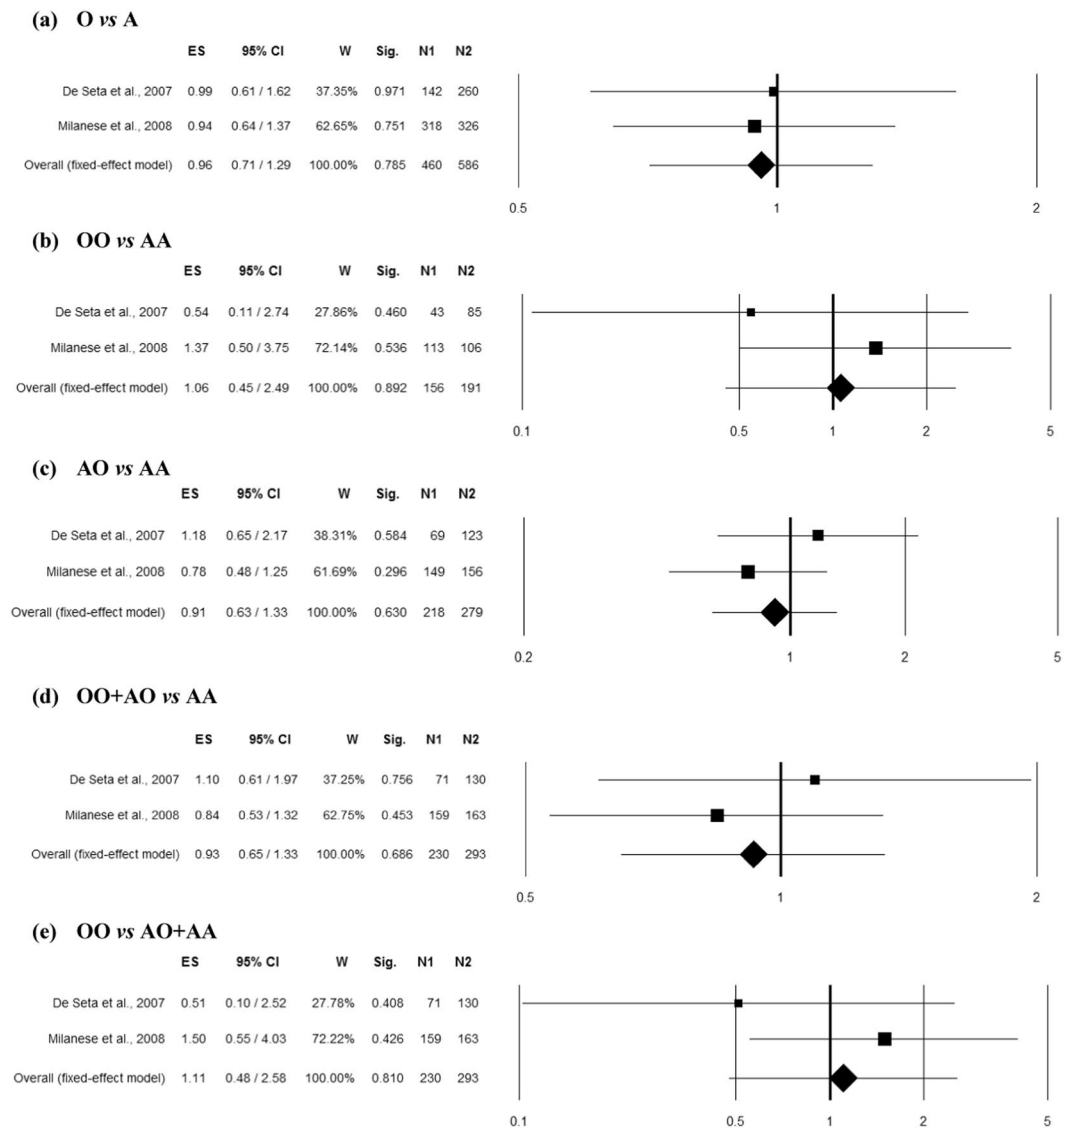 (a) O vs A
ES 95% CI W Sig. N1 N2
De Seta et al., 2007 0.99 0.61 / 1.62 37.35% 0.971 142 260
Milanese et al., 2008 0.94 0.64 / 1.37 62.65% 0.751 318 326
Overall (fixed-effect model) 0.96 0.71 / 1.29 100.00% 0.785 460 586
0.5 1 2
(b) OO vs AA
ES 95% CI W Sig. N1 N2
De Seta et al., 2007 0.54 0.11 / 2.74 27.86% 0.460 43 85
Milanese et al., 2008 1.37 0.50 / 3.75 72.14% 0.536 113 106
Overall (fixed-effect model) 1.06 0.45 / 2.49 100.00% 0.892 156 191
0.1 0.5 1 2 5
(c) AO vs AA
ES 95% CI W Sig. N1 N2
De Seta et al., 2007 1.18 0.65 / 2.17 38.31% 0.584 69 123
Milanese et al., 2008 0.78 0.48 / 1.25 61.69% 0.296 149 156
Overall (fixed-effect model) 0.91 0.63 / 1.33 100.00% 0.630 218 279
0.2 1 2 5
(d) OO+AO vs AA
ES 95% CI W Sig. N1 N2
De Seta et al., 2007 1.10 0.61 / 1.97 37.25% 0.756 71 130
Milanese et al., 2008 0.84 0.53 / 1.32 62.75% 0.453 159 163
Overall (fixed-effect model) 0.93 0.65 / 1.33 100.00% 0.686 230 293
0.5 1 2
(e) OO vs AO+AA
ES 95% CI W Sig. N1 N2
De Seta et al., 2007 0.51 0.10 / 2.52 27.78% 0.408 71 130
Milanese et al., 2008 1.50 0.55 / 4.03 72.22% 0.426 159 163
Overall (fixed-effect model) 1.11 0.48 / 2.58 100.00% 0.810 230 293
0.1 0.5 1 2 5